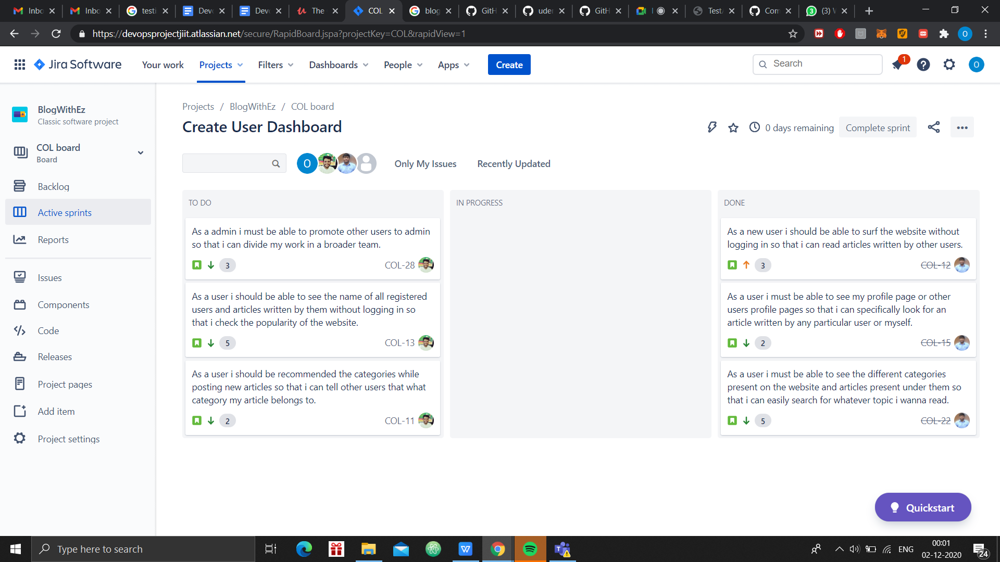 Inbo
Inbo
testi
Dev
Dev
The
COL
blog
GitH
uder
GitH
Test
Com
(3) W
https://devopsprojectjiit.atlassian.net/secure/RapidBoard.jspa?projectKey=COL&rapidView=1
O
Jira Software
Your work
Projects
Filters
Dashboards
People
Apps
Create
Search
1
O
BlogWithEz
Classic software project
COL board
Board
Backlog
Active sprints
Reports
Issues
Components
Code
Releases
Project pages
Add item
Project settings
Projects / BlogWithEz / COL board
Create User Dashboard
0 days remaining
Complete sprint
O
Only My Issues
Recently Updated
TO DO
As a admin i must be able to promote other users to admin
so that i can divide my work in a broader team.
3
COL-28
As a user i should be able to see the name of all registered
users and articles written by them without logging in so
that i check the popularity of the website.
5
COL-13
As a user i should be recommended the categories while
posting new articles so that i can tell other users that what
category my article belongs to.
2
COL-11
IN PROGRESS
DONE
As a new user i should be able to surf the website without
logging in so that i can read articles written by other users.
3
COL-12
As a user i must be able to see my profile page or other
users profile pages so that i can specifically look for an
article written by any particular user or myself.
2
COL-15
As a user i must be able to see the different categories
present on the website and articles present under them so
that i can easily search for whatever topic i wanna read.
5
COL-22
Quickstart
Type here to search
ENG
00:01
02-12-2020
24